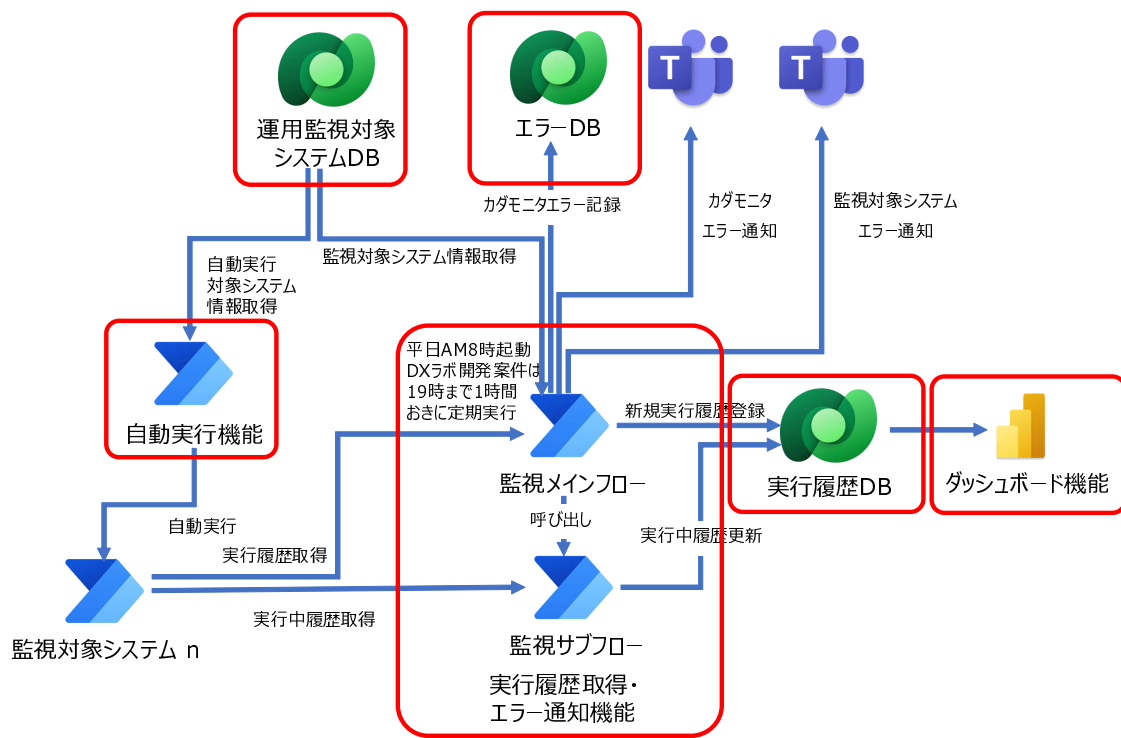 運用監視対象
システムDB
エラーDB
T
T
カダモニタエラー記録
カダモニタ
エラー通知
監視対象システム
エラー通知
監視対象システム情報取得
自動実行
対象システム
情報取得
自動実行機能
平日AM8時起動
DXラボ開発案件は
19時まで1時間
おきに定期実行
新規実行履歴登録
監視メインフロー
実行履歴DB
ダッシュボード機能
呼び出し
自動実行
実行履歴取得
実行中履歴更新
実行中履歴取得
監視対象システム n
監視サブフロー
実行履歴取得・
エラー通知機能